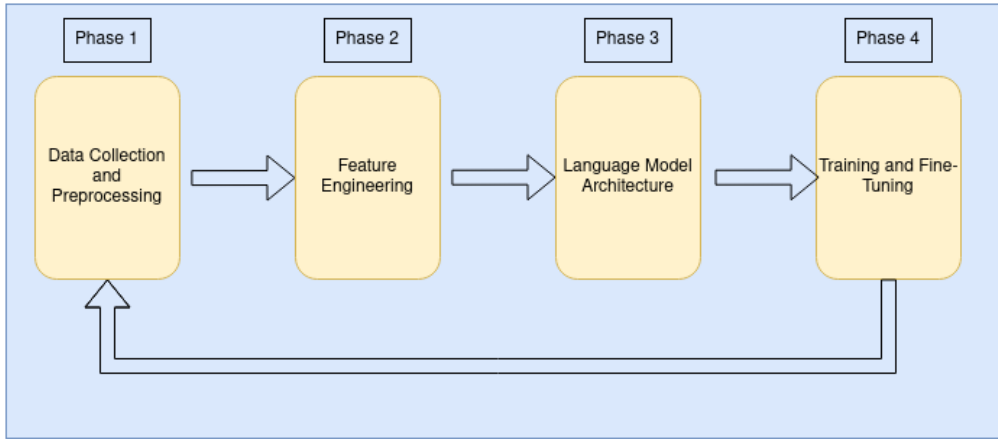 Phase 1
Phase 2
Phase 3
Phase 4
Data Collection
and
Preprocessing
Feature
Engineering
Language Model
Architecture
Training and Fine-
Tuning